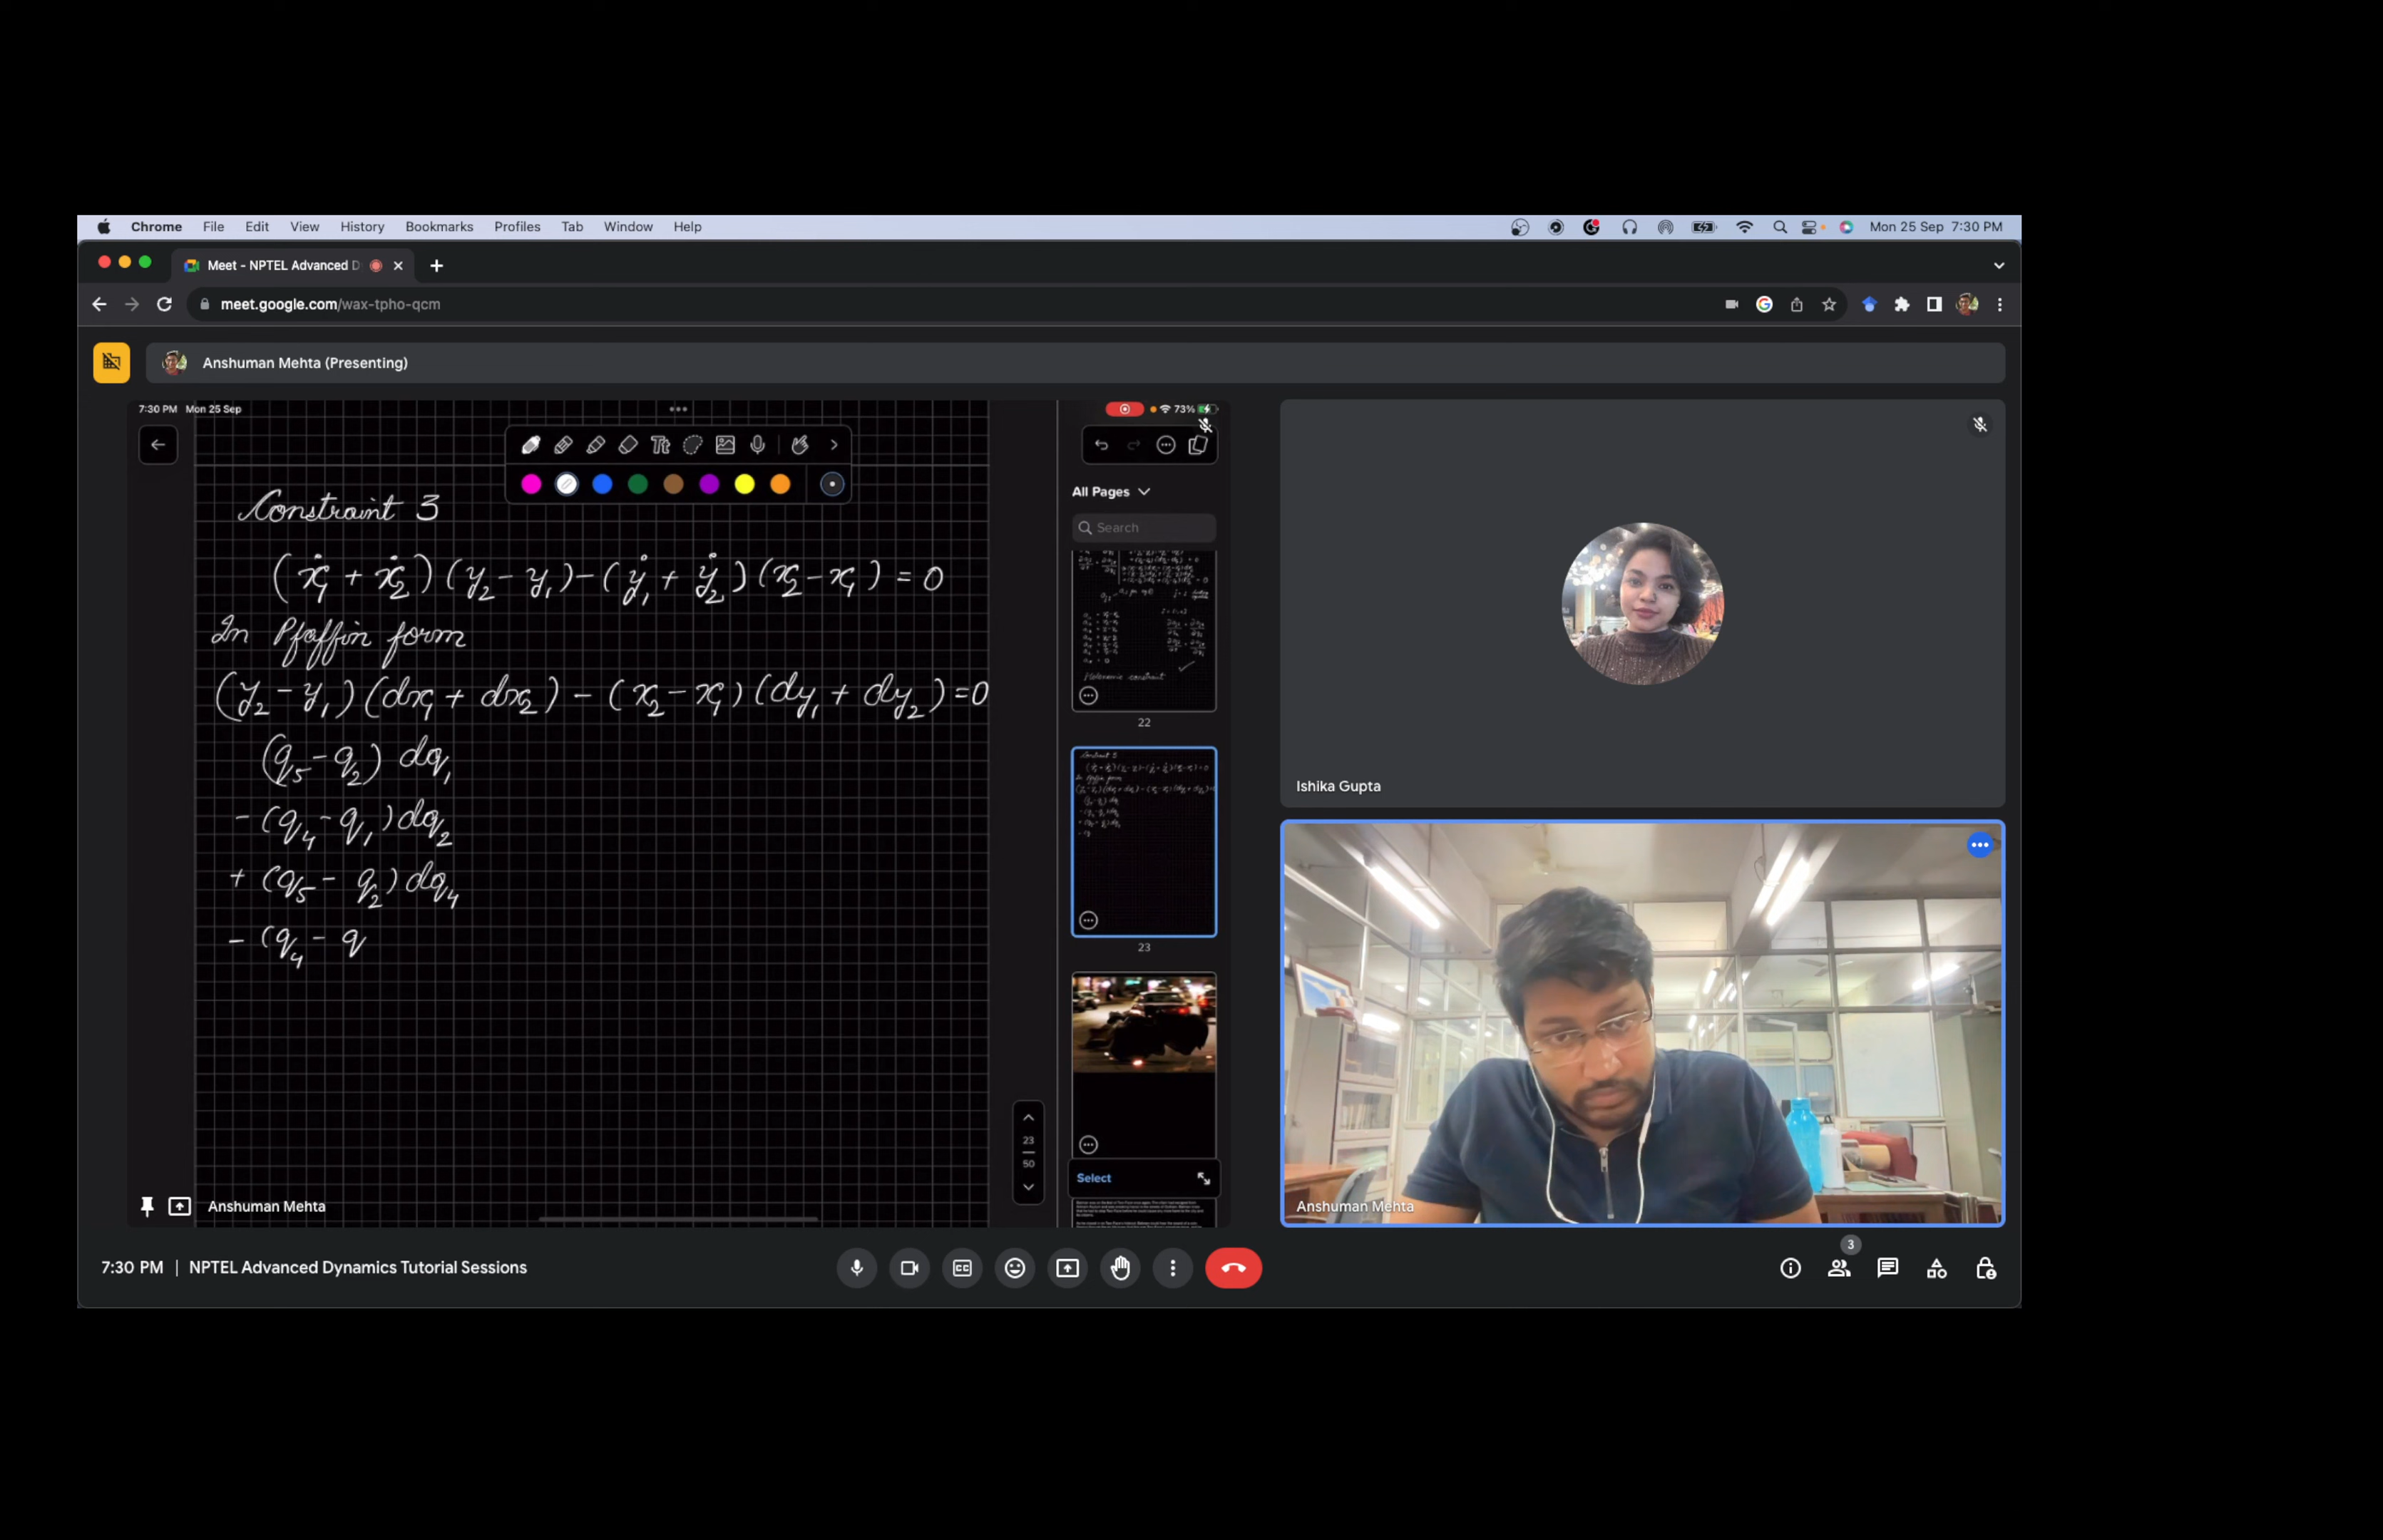 Chrome File Edit View History Bookmarks Profiles Tab Window Help Mon 25 Sep 7:30 PM
Meet - NPTEL Advanced D
meet.google.com/wax-tpho-qcm
Anshuman Mehta (Presenting)
7:30 PM Mon 25 Sep 73%
All Pages
Search
Constraint 3
(ẋ₁ + ẋ₂) (y₂ - y₁) - (ẏ₁ + ẏ₂) (x₂ - x₁) = 0
In Pfaffin form
(y₂ - y₁) (dx₁ + dx₂) - (x₂ - x₁) (dy₁ + dy₂) = 0
(q₅ - q₂) dq₁
- (q₄ - q₁) dq₂
+ (q₅ - q₂) dq₄
- (q₄ - q
Holonomic constraint
22
23
23
50
Select
Anshuman Mehta
Ishika Gupta
Anshuman Mehta
7:30 PM | NPTEL Advanced Dynamics Tutorial Sessions
3